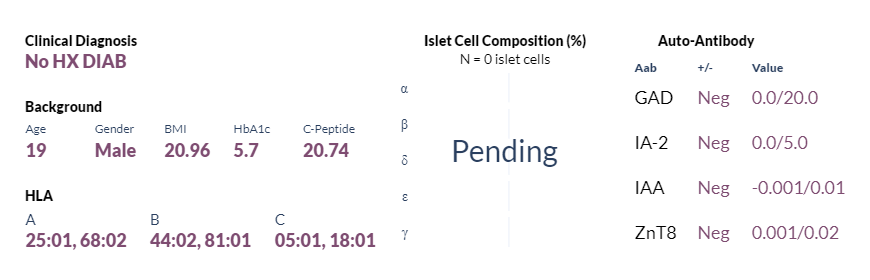 Clinical Diagnosis
No HX DIAB
Background
Age Gender BMI HbA1c C-Peptide
19 Male 20.96 5.7 20.74
HLA
A B C
25:01, 68:02 44:02, 81:01 05:01, 18:01
Islet Cell Composition (%)
N = 0 islet cells
α
β
δ
ε
γ
Pending
Auto-Antibody
Aab +/- Value
GAD Neg 0.0/20.0
IA-2 Neg 0.0/5.0
IAA Neg -0.001/0.01
ZnT8 Neg 0.001/0.02